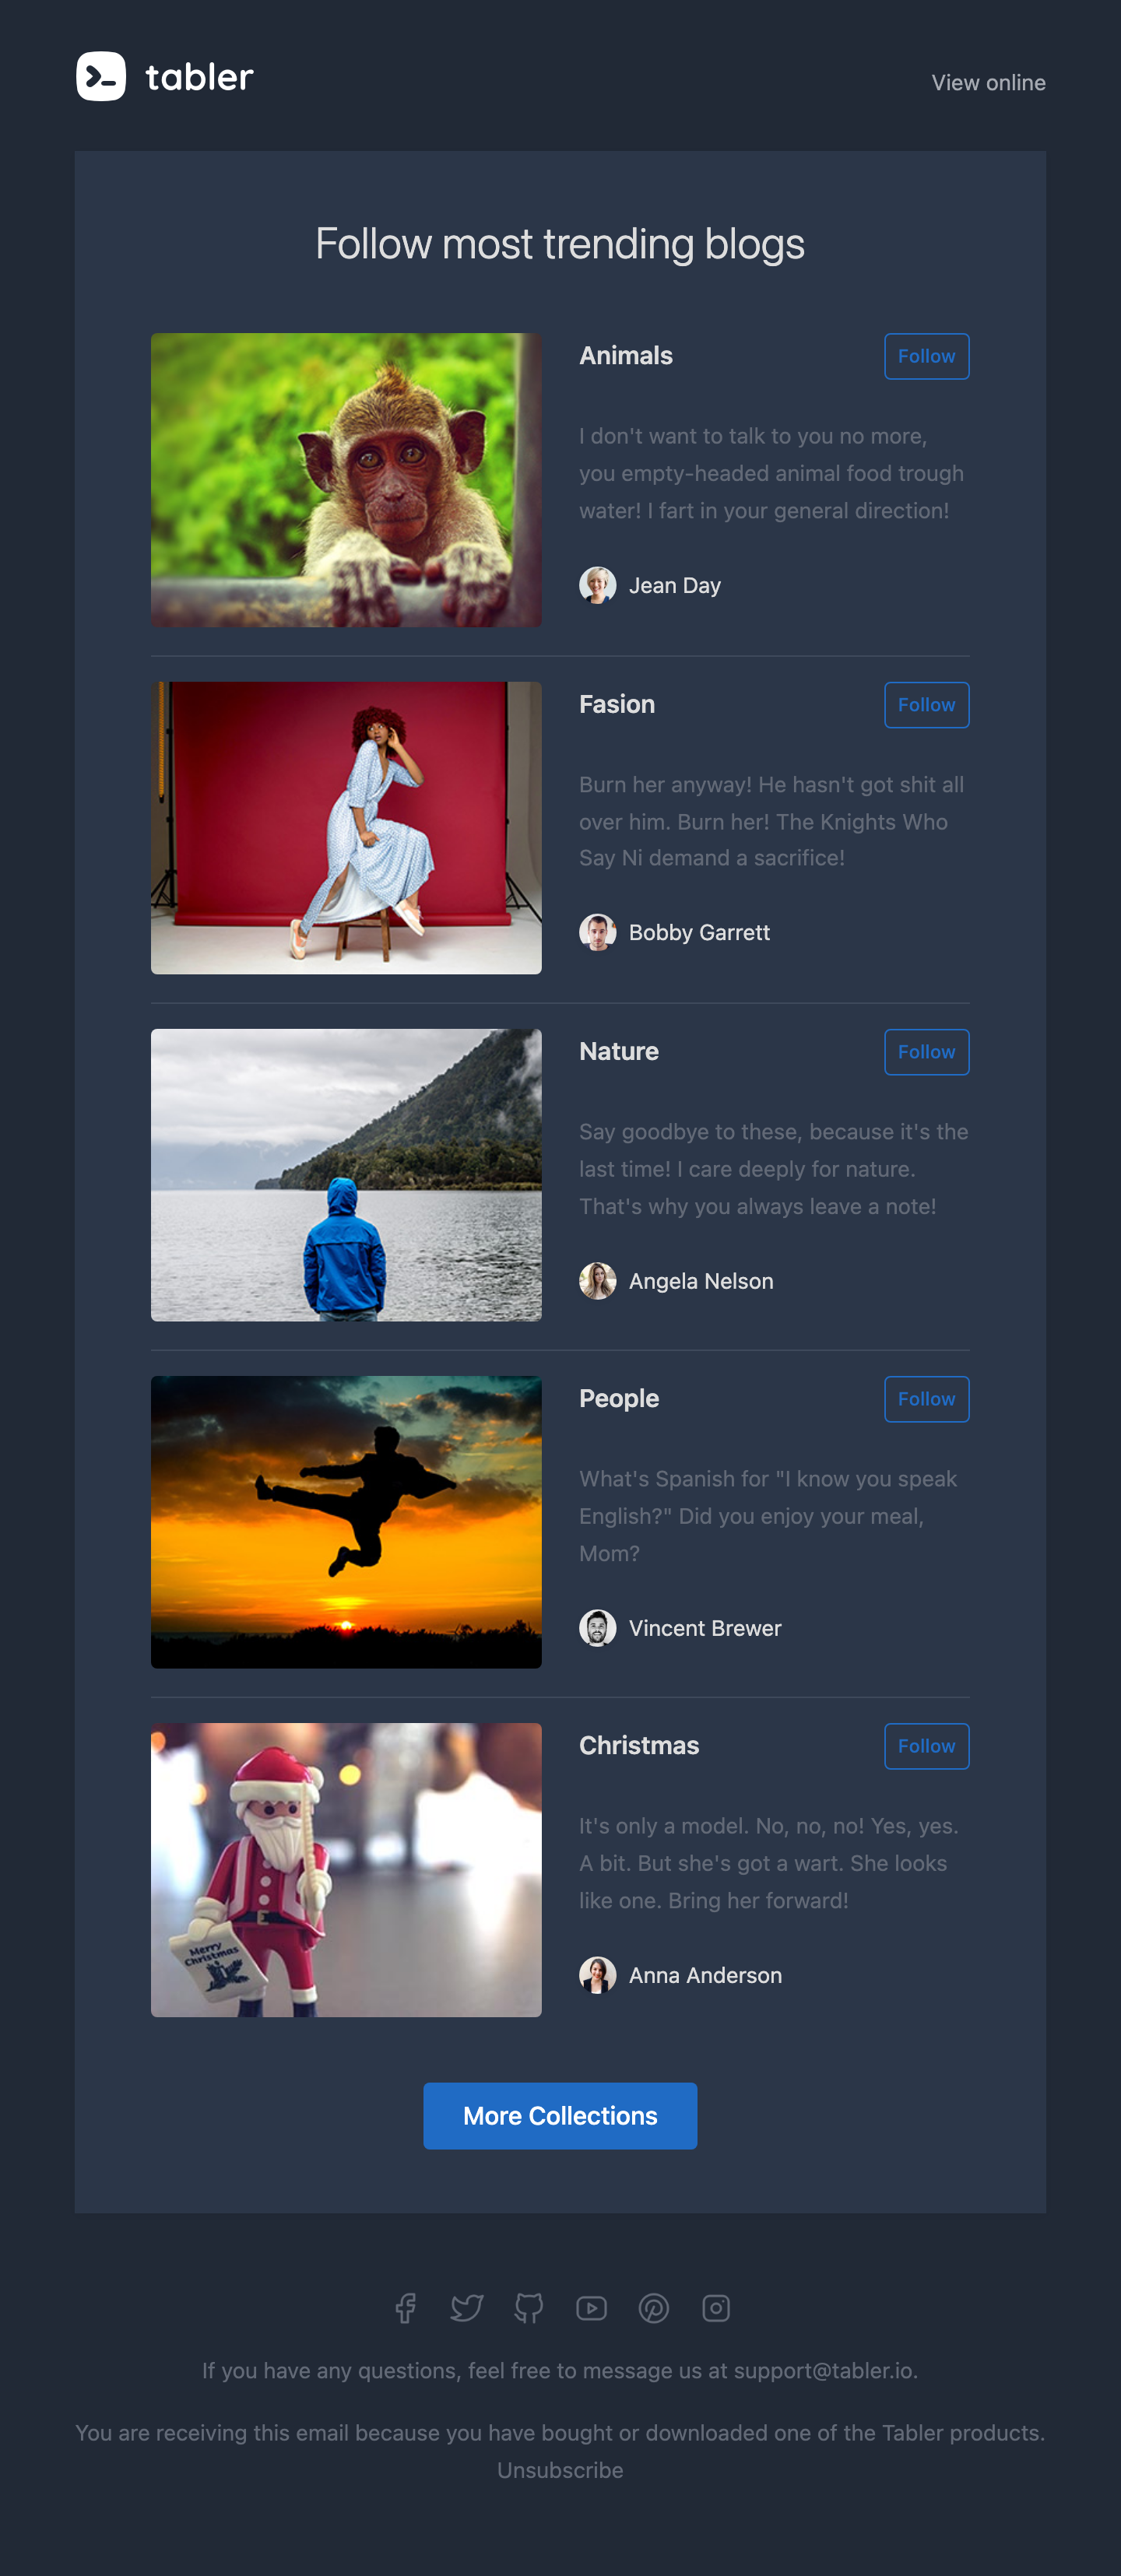 tabler
View online
Follow most trending blogs
Animals
Follow
I don't want to talk to you no more,
you empty-headed animal food trough
water! I fart in your general direction!
Jean Day
Fasion
Follow
Burn her anyway! He hasn't got shit all
over him. Burn her! The Knights Who
Say Ni demand a sacrifice!
Bobby Garrett
Nature
Follow
Say goodbye to these, because it's the
last time! I care deeply for nature.
That's why you always leave a note!
Angela Nelson
People
Follow
What's Spanish for "I know you speak
English?" Did you enjoy your meal,
Mom?
Vincent Brewer
Merry
Christmas
Christmas
Follow
It's only a model. No, no, no! Yes, yes.
A bit. But she's got a wart. She looks
like one. Bring her forward!
Anna Anderson
More Collections
If you have any questions, feel free to message us at support@tabler.io.
You are receiving this email because you have bought or downloaded one of the Tabler products.
Unsubscribe